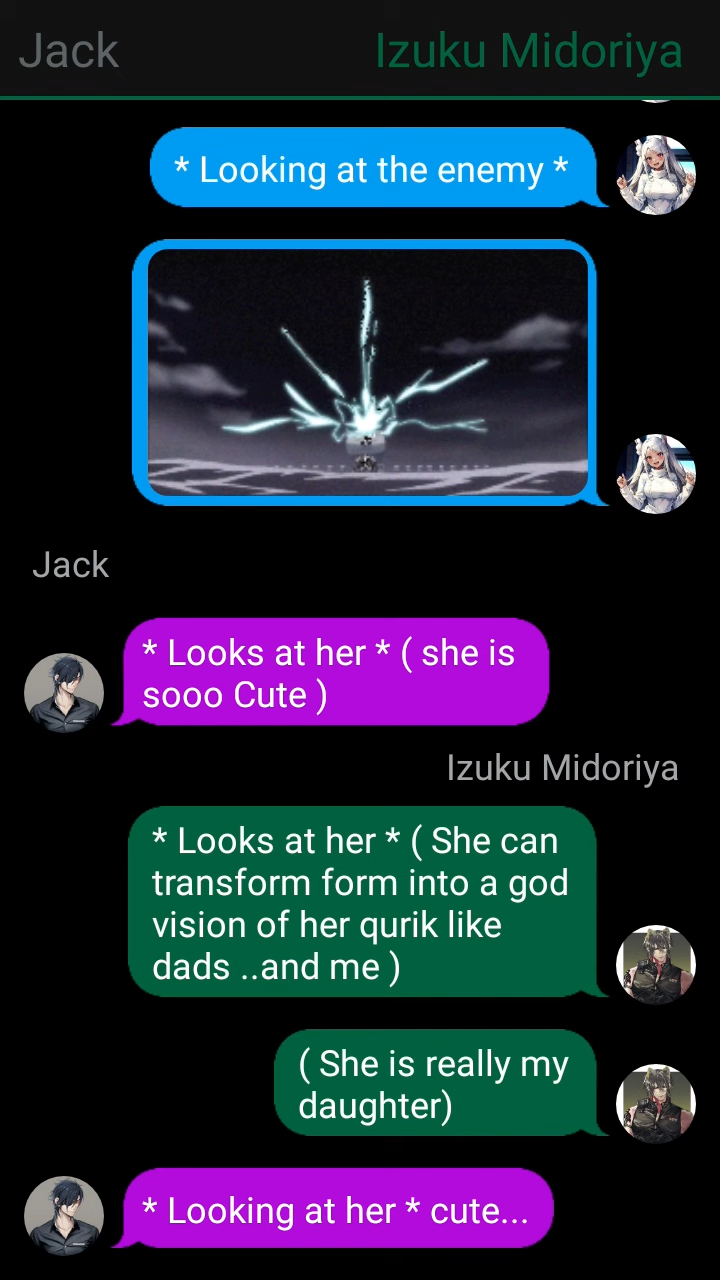 Jack
Izuku Midoriya
* Looking at the enemy *
Jack
* Looks at her * ( she is
sooo Cute )
Izuku Midoriya
* Looks at her * ( She can
transform form into a god
vision of her qurik like
dads ..and me )
( She is really my
daughter)
* Looking at her * cute...